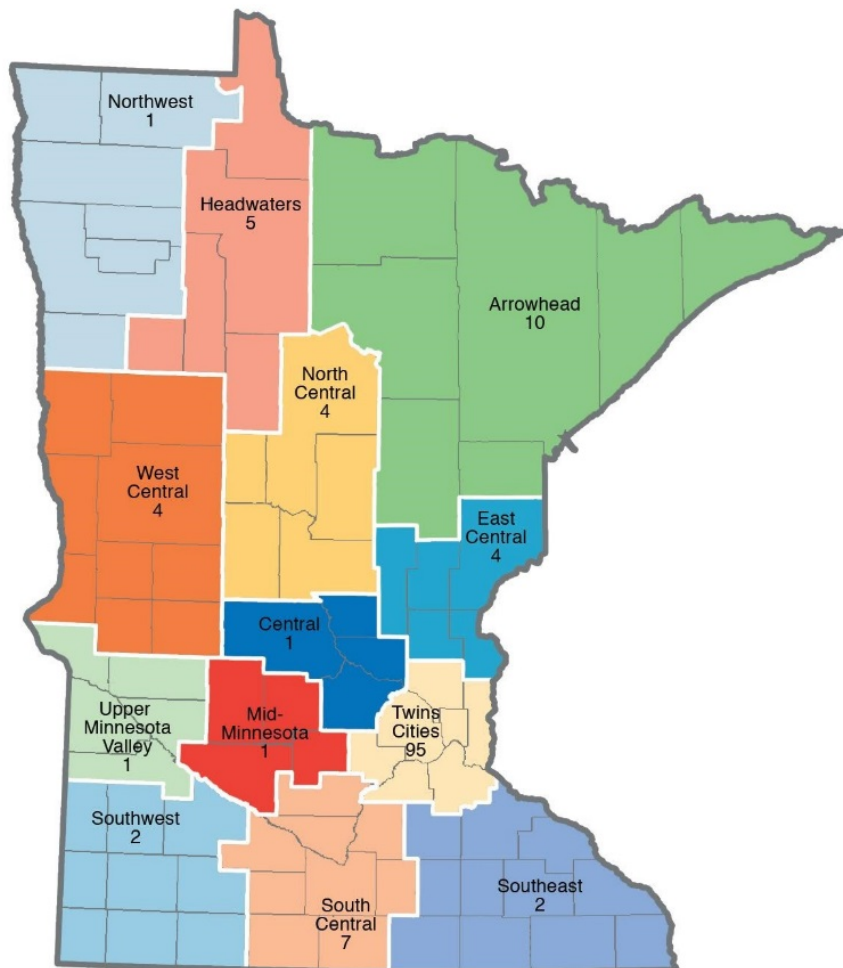 Northwest
1
Headwaters
5
Arrowhead
10
North
Central
4
West
Central
4
East
Central
4
Central
1
Upper
Minnesota
Valley
1
Mid-
Minnesota
1
Twins
Cities
95
Southwest
2
South
Central
7
Southeast
2